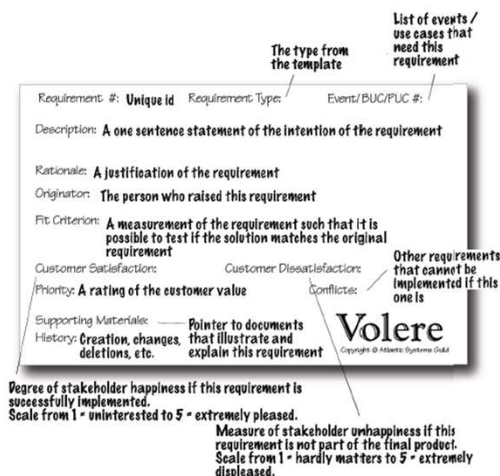 List of events /
use cases that
need this
requirement
The type from
the template
Requirement #: Unique id Requirement Type: Event/BUC/PUC #:
Description: A one sentence statement of the intention of the requirement
Rationale: A justification of the requirement
Originator: The person who raised this requirement
Fit Criterion: A measurement of the requirement such that it is
possible to test if the solution matches the original
requirement
Other requirements
that cannot be
implemented if this
one is
Customer Satisfaction: Customer Dissatisfaction:
Priority: A rating of the customer value Conflicts:
Supporting Materials: Pointer to documents
that illustrate and
explain this requirement
History: Creation, changes,
deletions, etc.
Volere
Copyright © Atlantic Systems Guild
Degree of stakeholder happiness if this requirement is
successfully implemented.
Scale from 1 = uninterested to 5 = extremely pleased.
Measure of stakeholder unhappiness if this
requirement is not part of the final product.
Scale from 1 = hardly matters to 5 = extremely
displeased.